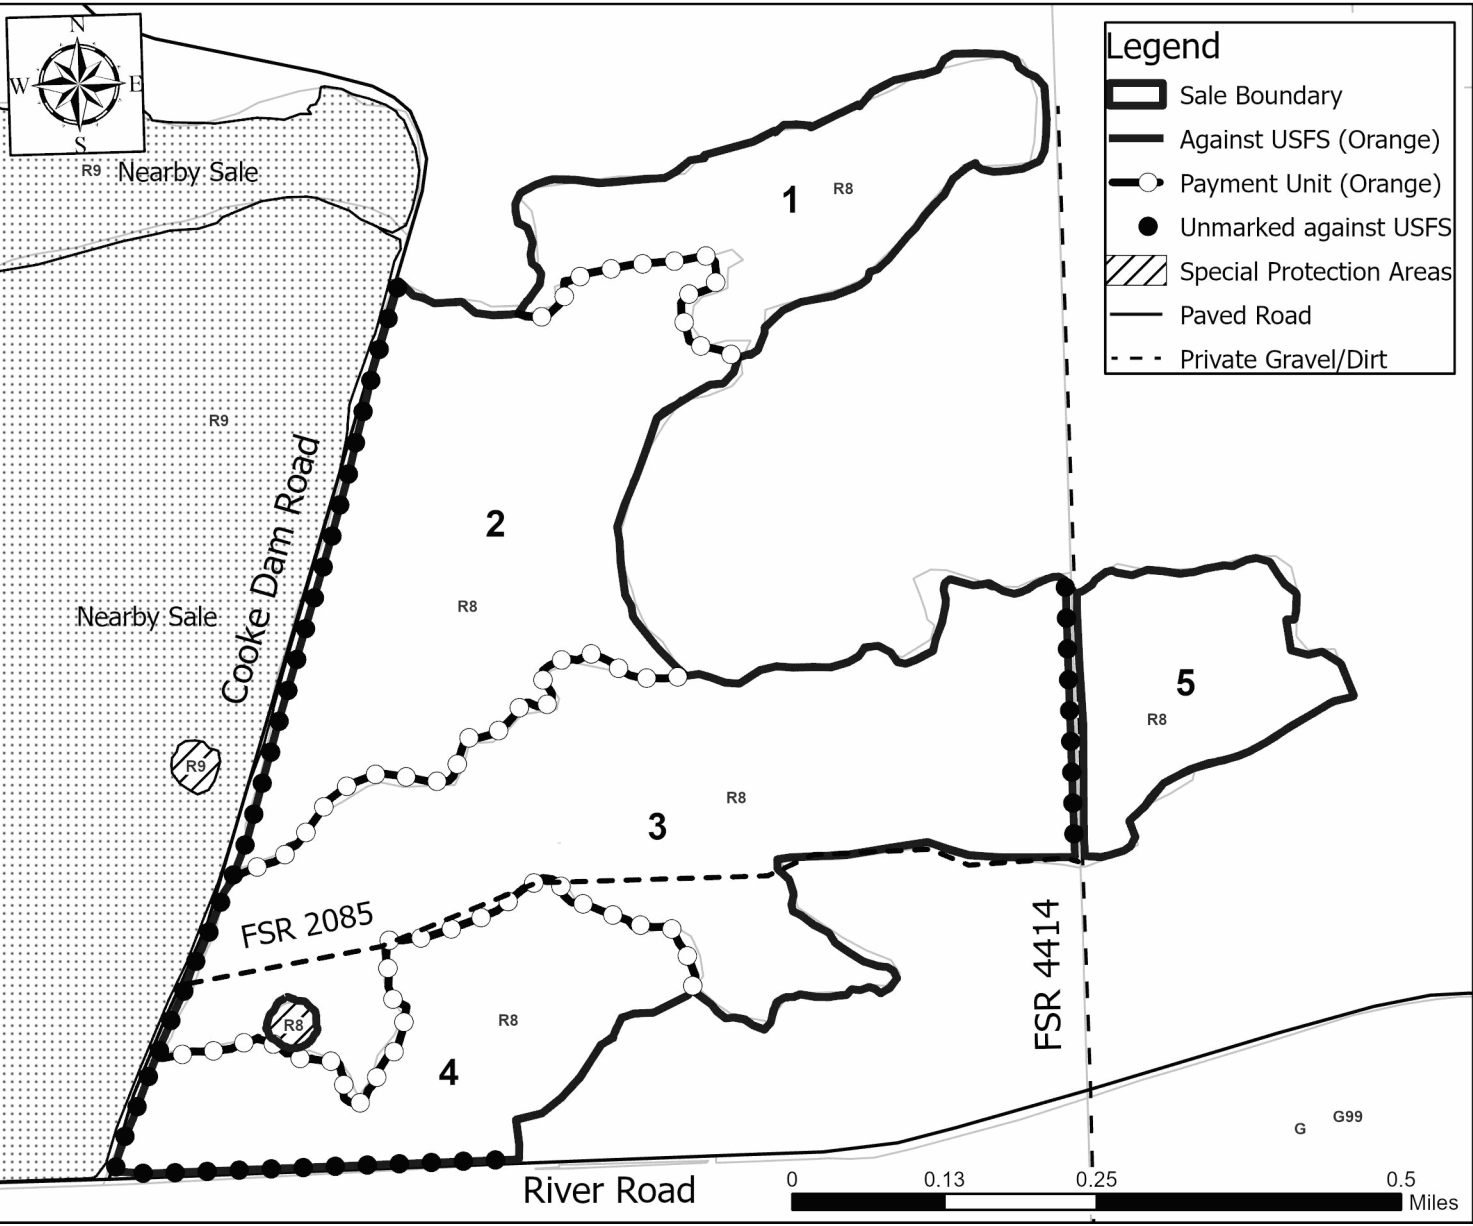 N
W E
S
Legend
Sale Boundary
Against USFS (Orange)
Payment Unit (Orange)
Unmarked against USFS
Special Protection Areas
Paved Road
Private Gravel/Dirt
R9 Nearby Sale
1 R8
R9
Cooke Dam Road
2
R8
Nearby Sale
5
R8
R9
R8
3
FSR 2085
FSR 4414
R8
R8
4
G G99
River Road
0 0.13 0.25 0.5
Miles